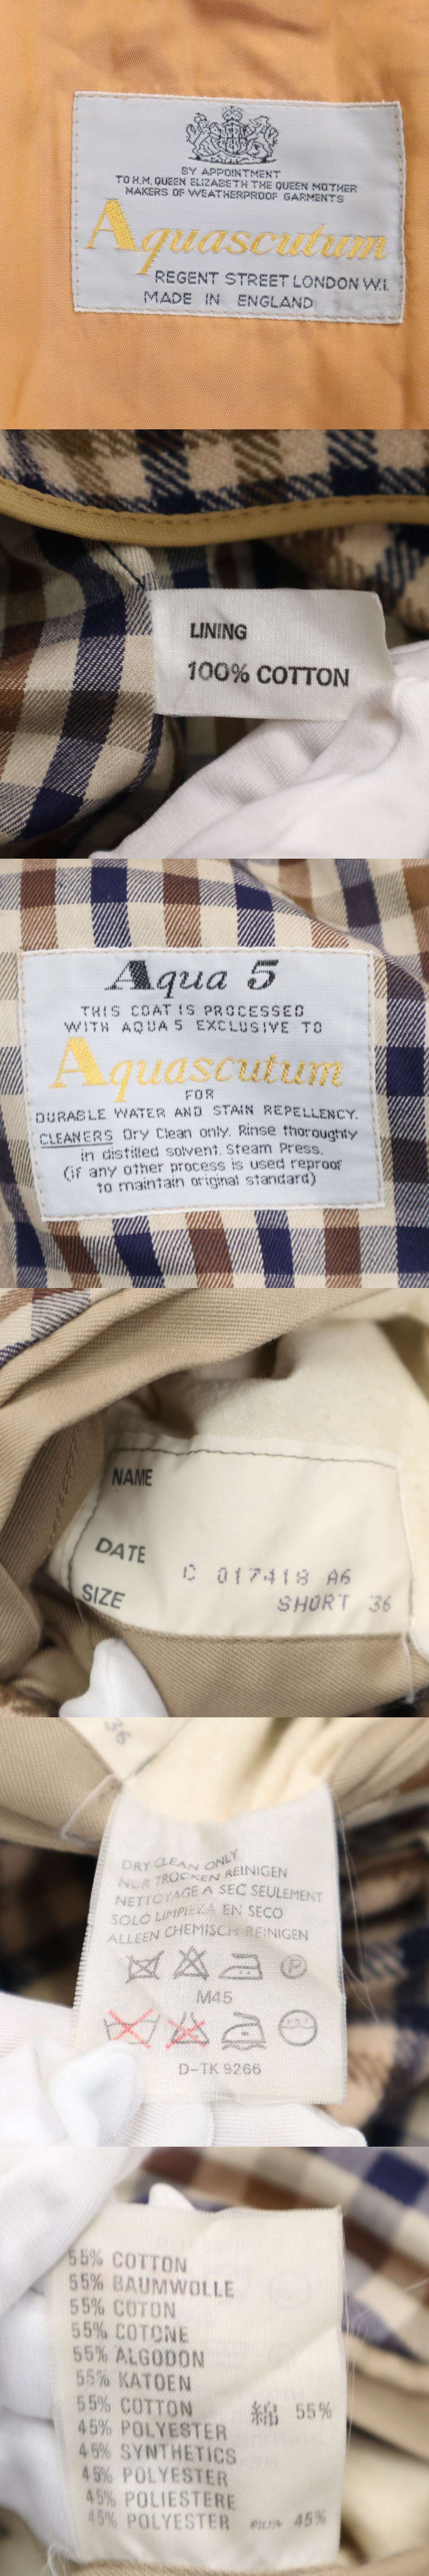 BY APPOINTMENT
TO H.M. QUEEN ELIZABETH THE QUEEN MOTHER
MAKERS OF WEATHERPROOF GARMENTS
Aquascutum
REGENT STREET LONDON W.I.
MADE IN ENGLAND
LINING
100% COTTON
Aqua 5
THIS COAT IS PROCESSED
WITH AQUA 5 EXCLUSIVE TO
Aquascutum
FOR
DURABLE WATER AND STAIN REPELLENCY.
CLEANERS Dry Clean only. Rinse thoroughly
in distilled solvent. Steam Press.
(if any other process is used reproof
to maintain original standard)
NAME
DATE
C 017418 A6
SIZE
SHORT 36
36
DRY CLEAN ONLY
NUR TROCKEN REINIGEN
NETTOYAGE A SEC SEULEMENT
SOLO LIMPIEZA EN SECO
ALLEEN CHEMISCH REINIGEN
P
M45
D-TK 9266
55% COTTON
55% BAUMWOLLE
55% COTON
55% COTONE
55% ALGODON
55% KATOEN
55% COTTON 綿 55%
45% POLYESTER
45% SYNTHETICS
45% POLYESTER
45% POLIESTERE
45% POLYESTER 45%